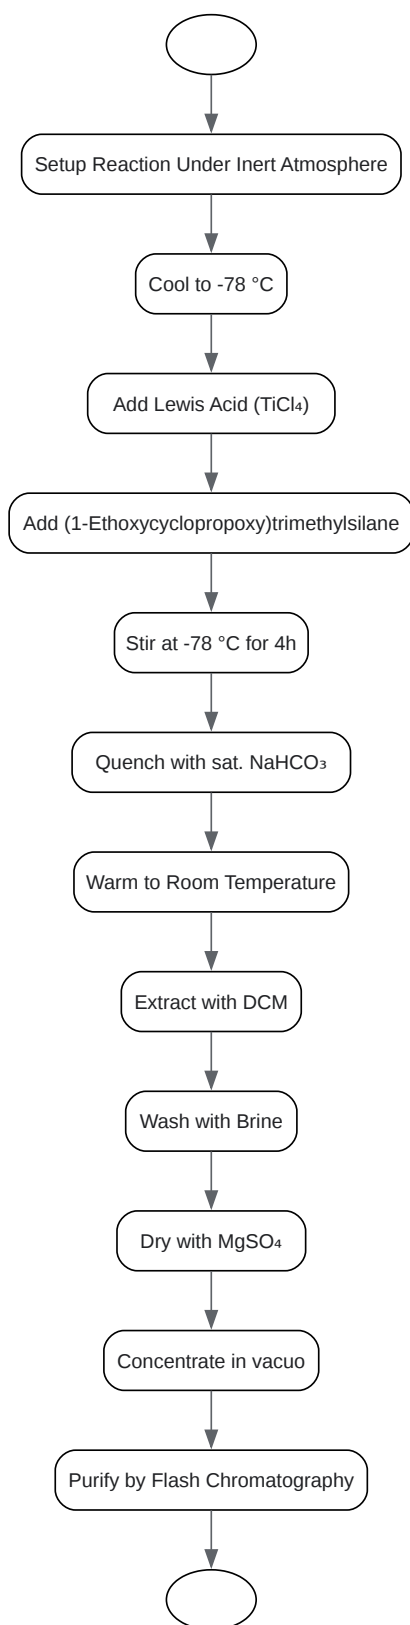 Setup Reaction Under Inert Atmosphere
Cool to -78 °C
Add Lewis Acid (TiCl₄)
Add (1-Ethoxycyclopropoxy)trimethylsilane
Stir at -78 °C for 4h
Quench with sat. NaHCO₃
Warm to Room Temperature
Extract with DCM
Wash with Brine
Dry with MgSO₄
Concentrate in vacuo
Purify by Flash Chromatography